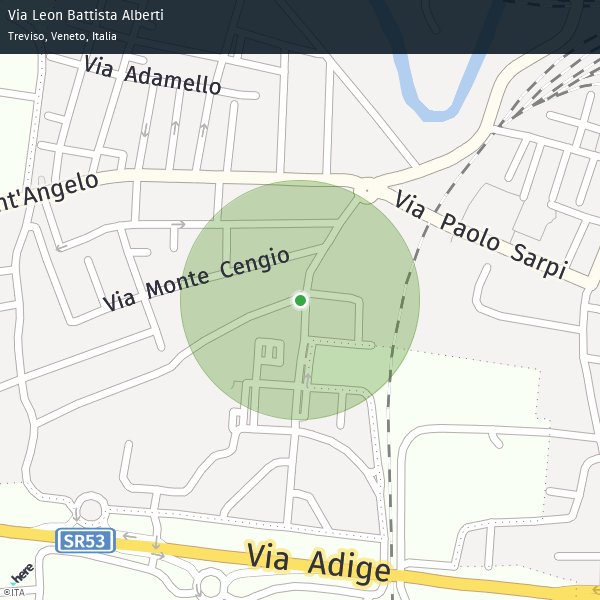 Via Leon Battista Alberti
Treviso, Veneto, Italia
Via Adamello
nt'Angelo
Via Paolo Sarpi
Via Monte Cengio
SR53
Via Adige
here
©ITA